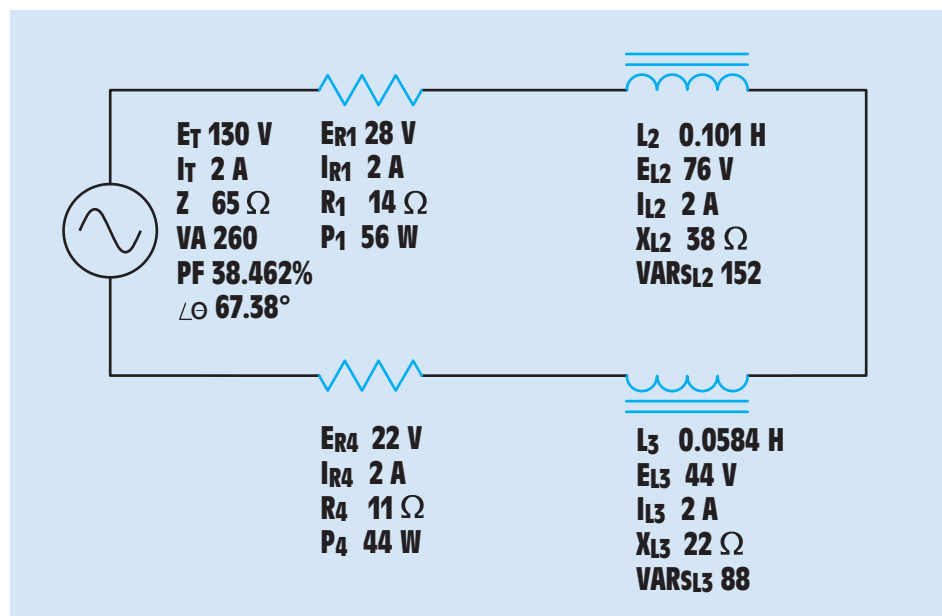 ET 130 V
IT 2 A
Z 65 Ω
VA 260
PF 38.462%
∠Θ 67.38°
ER1 28 V
IR1 2 A
R1 14 Ω
P1 56 W
L2 0.101 H
EL2 76 V
IL2 2 A
XL2 38 Ω
VARSL2 152
ER4 22 V
IR4 2 A
R4 11 Ω
P4 44 W
L3 0.0584 H
EL3 44 V
IL3 2 A
XL3 22 Ω
VARSL3 88